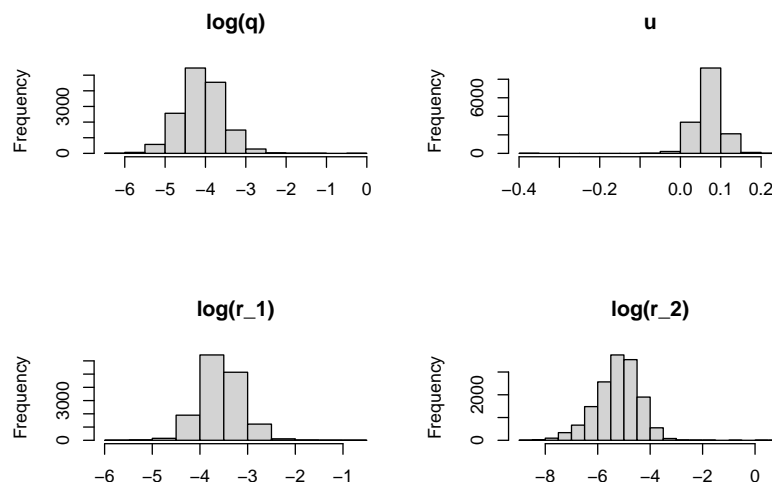 log(q)
Frequency
0 3000
−6 −5 −4 −3 −2 −1 0
u
Frequency
0 6000
−0.4 −0.2 0.0 0.1 0.2
log(r_1)
Frequency
0 3000
−6 −5 −4 −3 −2 −1
log(r_2)
Frequency
0 2000
−8 −6 −4 −2 0